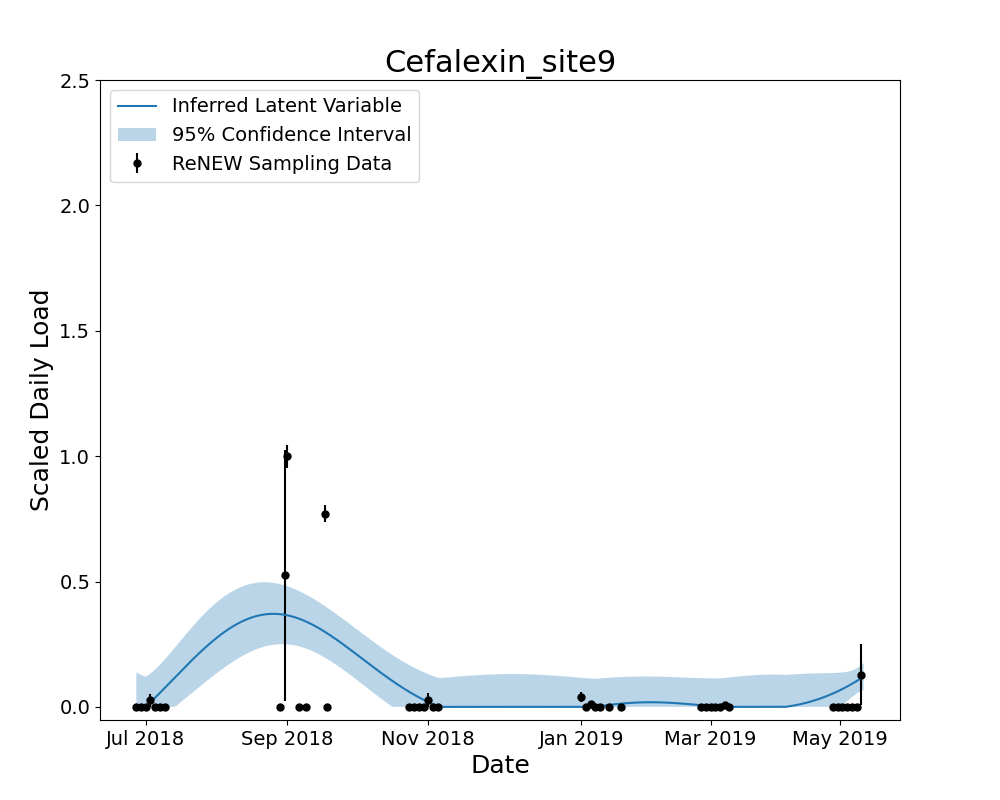 Cefalexin_site9
2.5
2.0
1.5
1.0
0.5
0.0
Scaled Daily Load
Inferred Latent Variable
95% Confidence Interval
ReNEW Sampling Data
Jul 2018
Sep 2018
Nov 2018
Jan 2019
Mar 2019
May 2019
Date